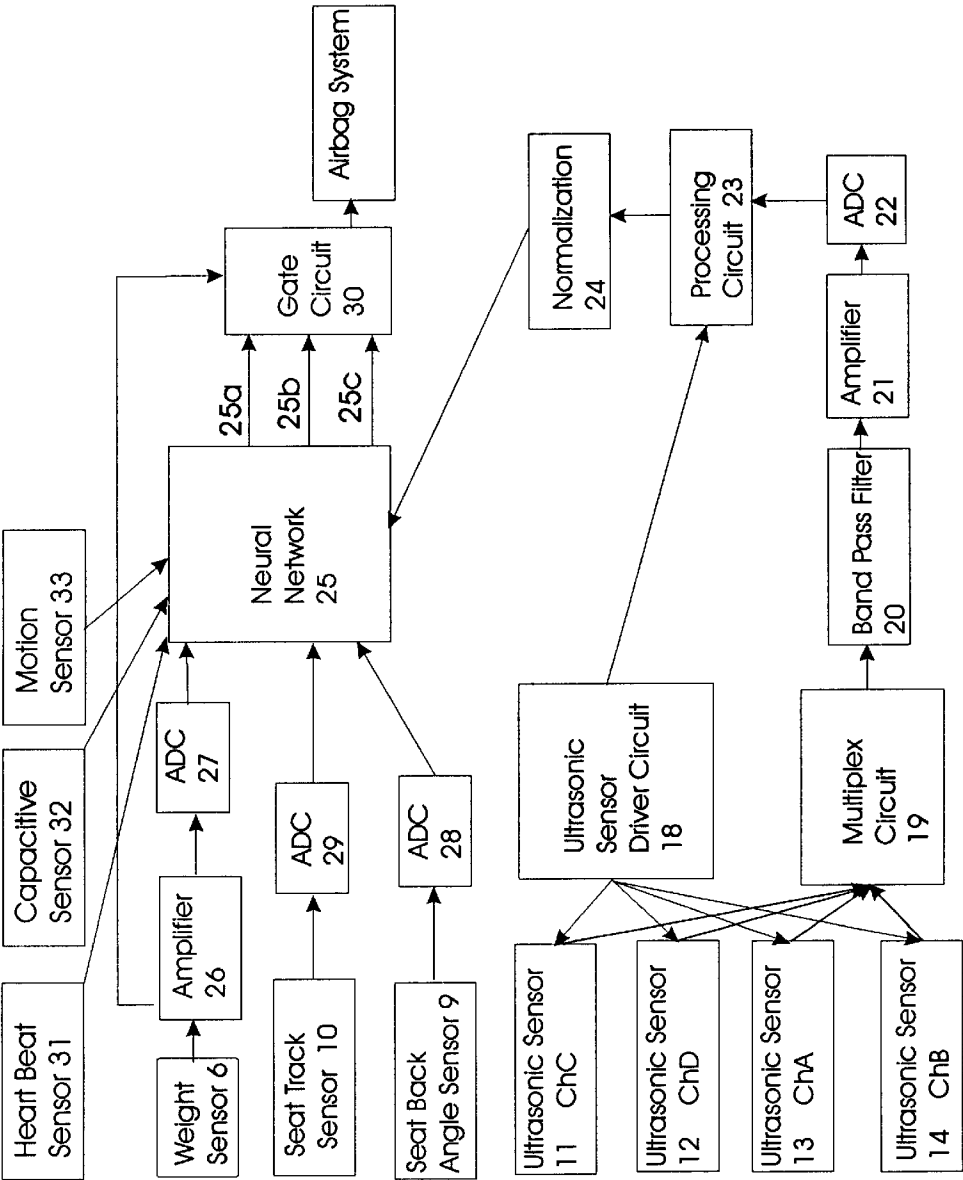 Heart Beat
Sensor 31
Capacitive
Sensor 32
Motion
Sensor 33
Weight
Sensor 6
Amplifier
26
ADC
27
Seat Track
Sensor 10
ADC
29
Seat Back
Angle Sensor 9
ADC
28
Neural
Network
25
25a
25b
25c
Gate
Circuit
30
Airbag System
Ultrasonic Sensor
11 ChC
Ultrasonic Sensor
12 ChD
Ultrasonic Sensor
13 ChA
Ultrasonic Sensor
14 ChB
Ultrasonic
Sensor
Driver Circuit
18
Multiplex
Circuit
19
Band Pass Filter
20
Amplifier
21
ADC
22
Processing
Circuit 23
Normalization
24